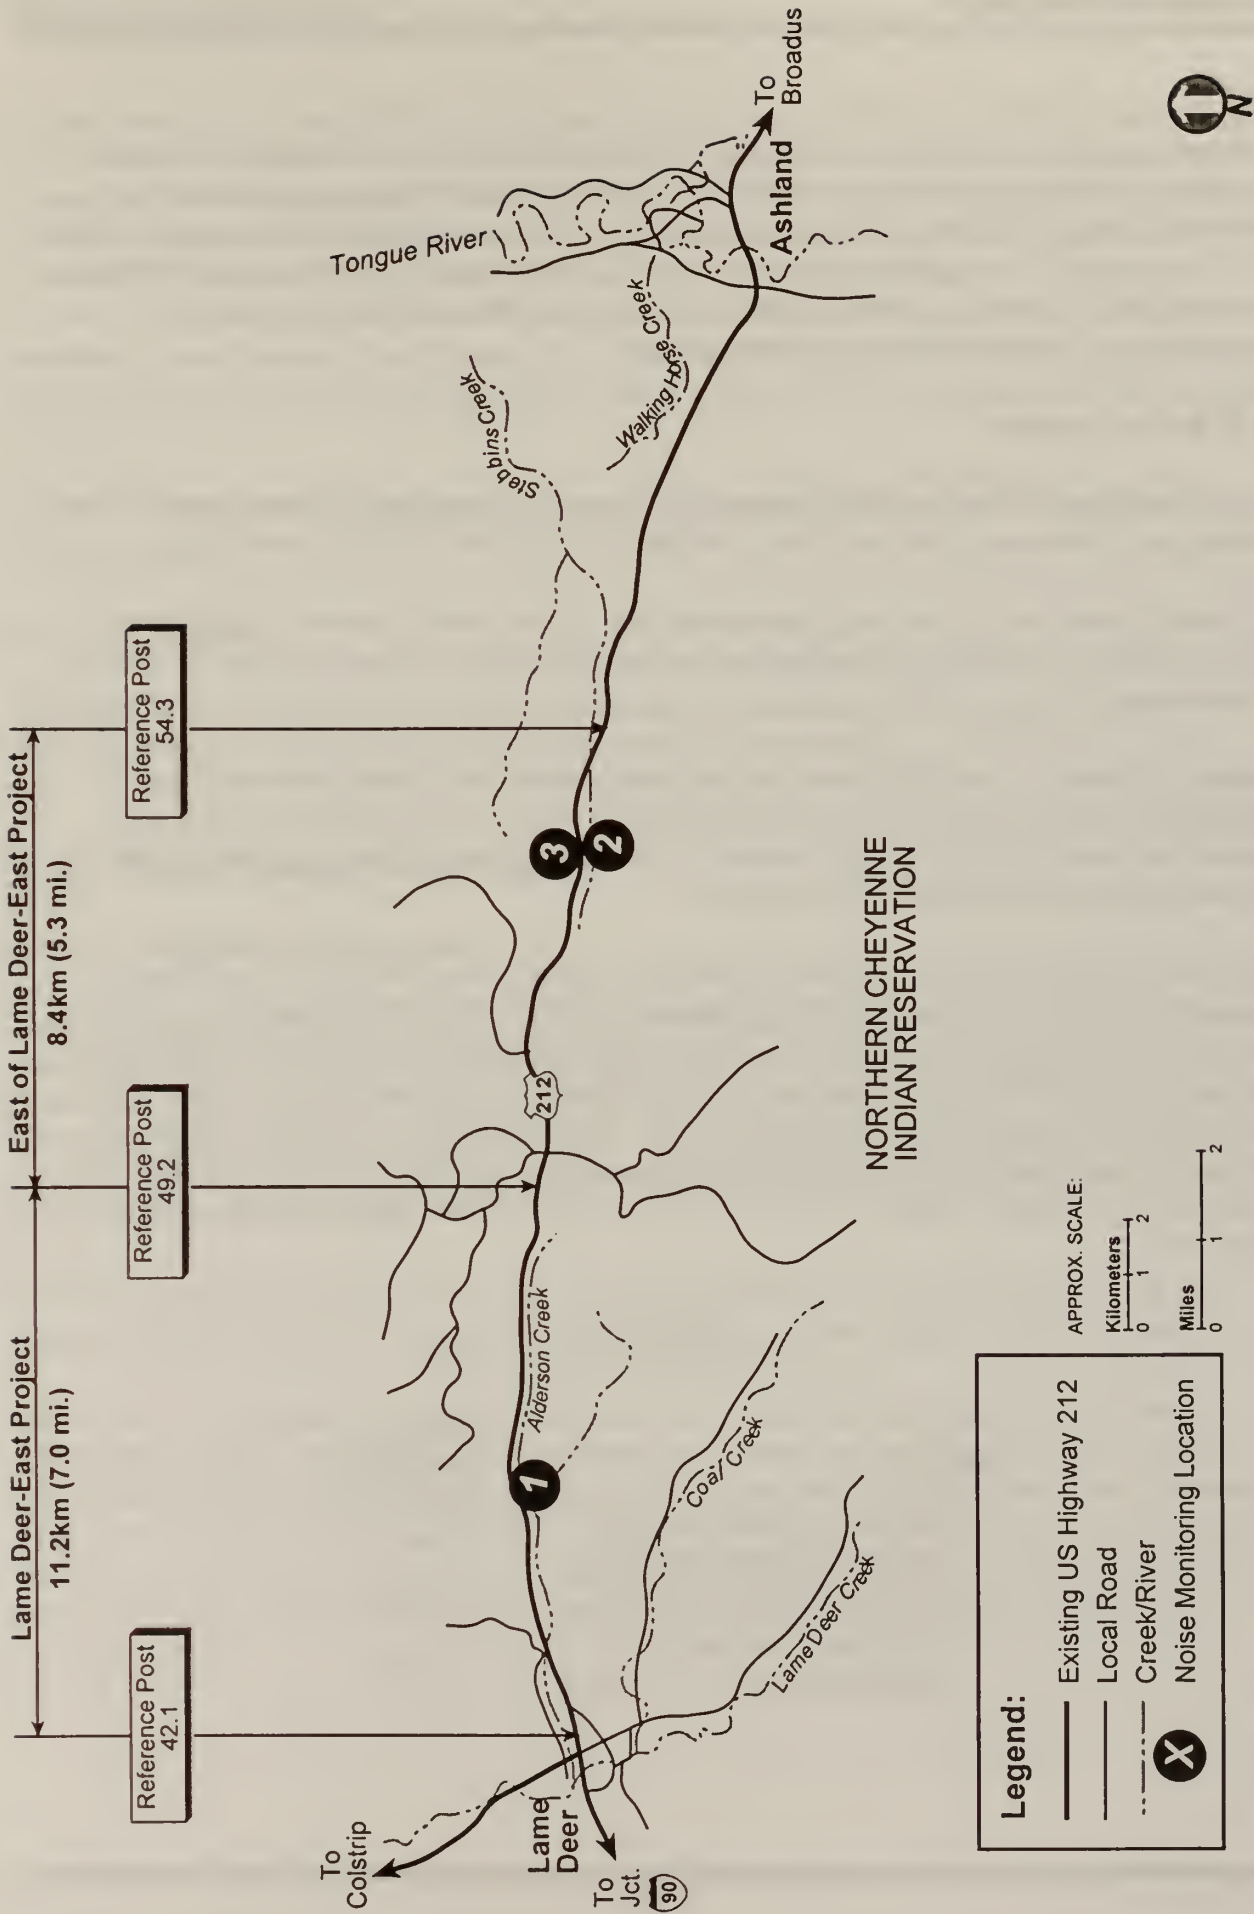 Lame Deer-East Project
11.2km (7.0 mi.)
East of Lame Deer-East Project
8.4km (5.3 mi.)
Reference Post
42.1
Reference Post
49.2
Reference Post
54.3
To
Colstrip
Lame
Deer
To
Jct.
90
1
Alderson Creek
Coal Creek
Lame Deer Creek
212
3
2
Stebbins Creek
Walking Horse Creek
Tongue River
Ashland
To
Broadus
NORTHERN CHEYENNE
INDIAN RESERVATION
Legend:
Existing US Highway 212
Local Road
Creek/River
X
Noise Monitoring Location
APPROX. SCALE:
Kilometers
0 1 2
Miles
0 1 2
N